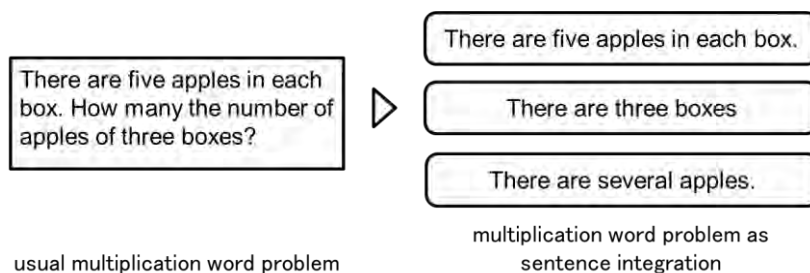 There are five apples in each
box. How many the number of
apples of three boxes?
There are five apples in each box.
There are three boxes
There are several apples.
usual multiplication word problem
multiplication word problem as
sentence integration